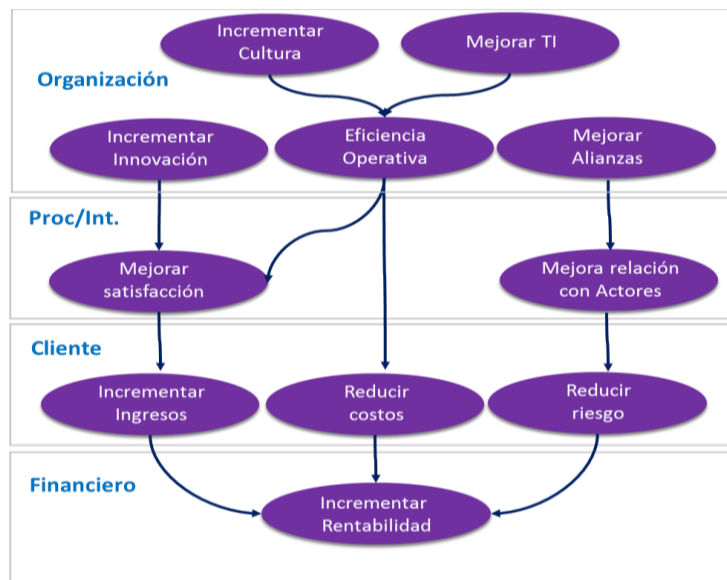 Incrementar
Cultura
Mejorar TI
Organización
Incrementar
Innovación
Eficiencia
Operativa
Mejorar
Alianzas
Proc/Int.
Mejorar
satisfacción
Mejora relación
con Actores
Cliente
Incrementar
Ingresos
Reducir
costos
Reducir
riesgo
Financiero
Incrementar
Rentabilidad